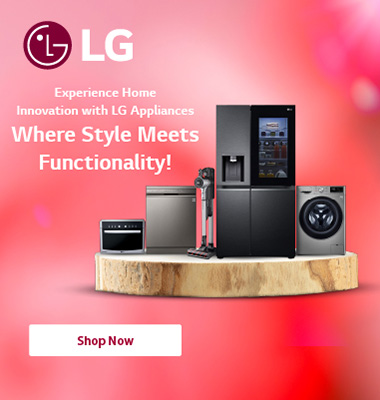 LG
Experience Home
Innovation with LG Appliances
Where Style Meets
Functionality!
Shop Now